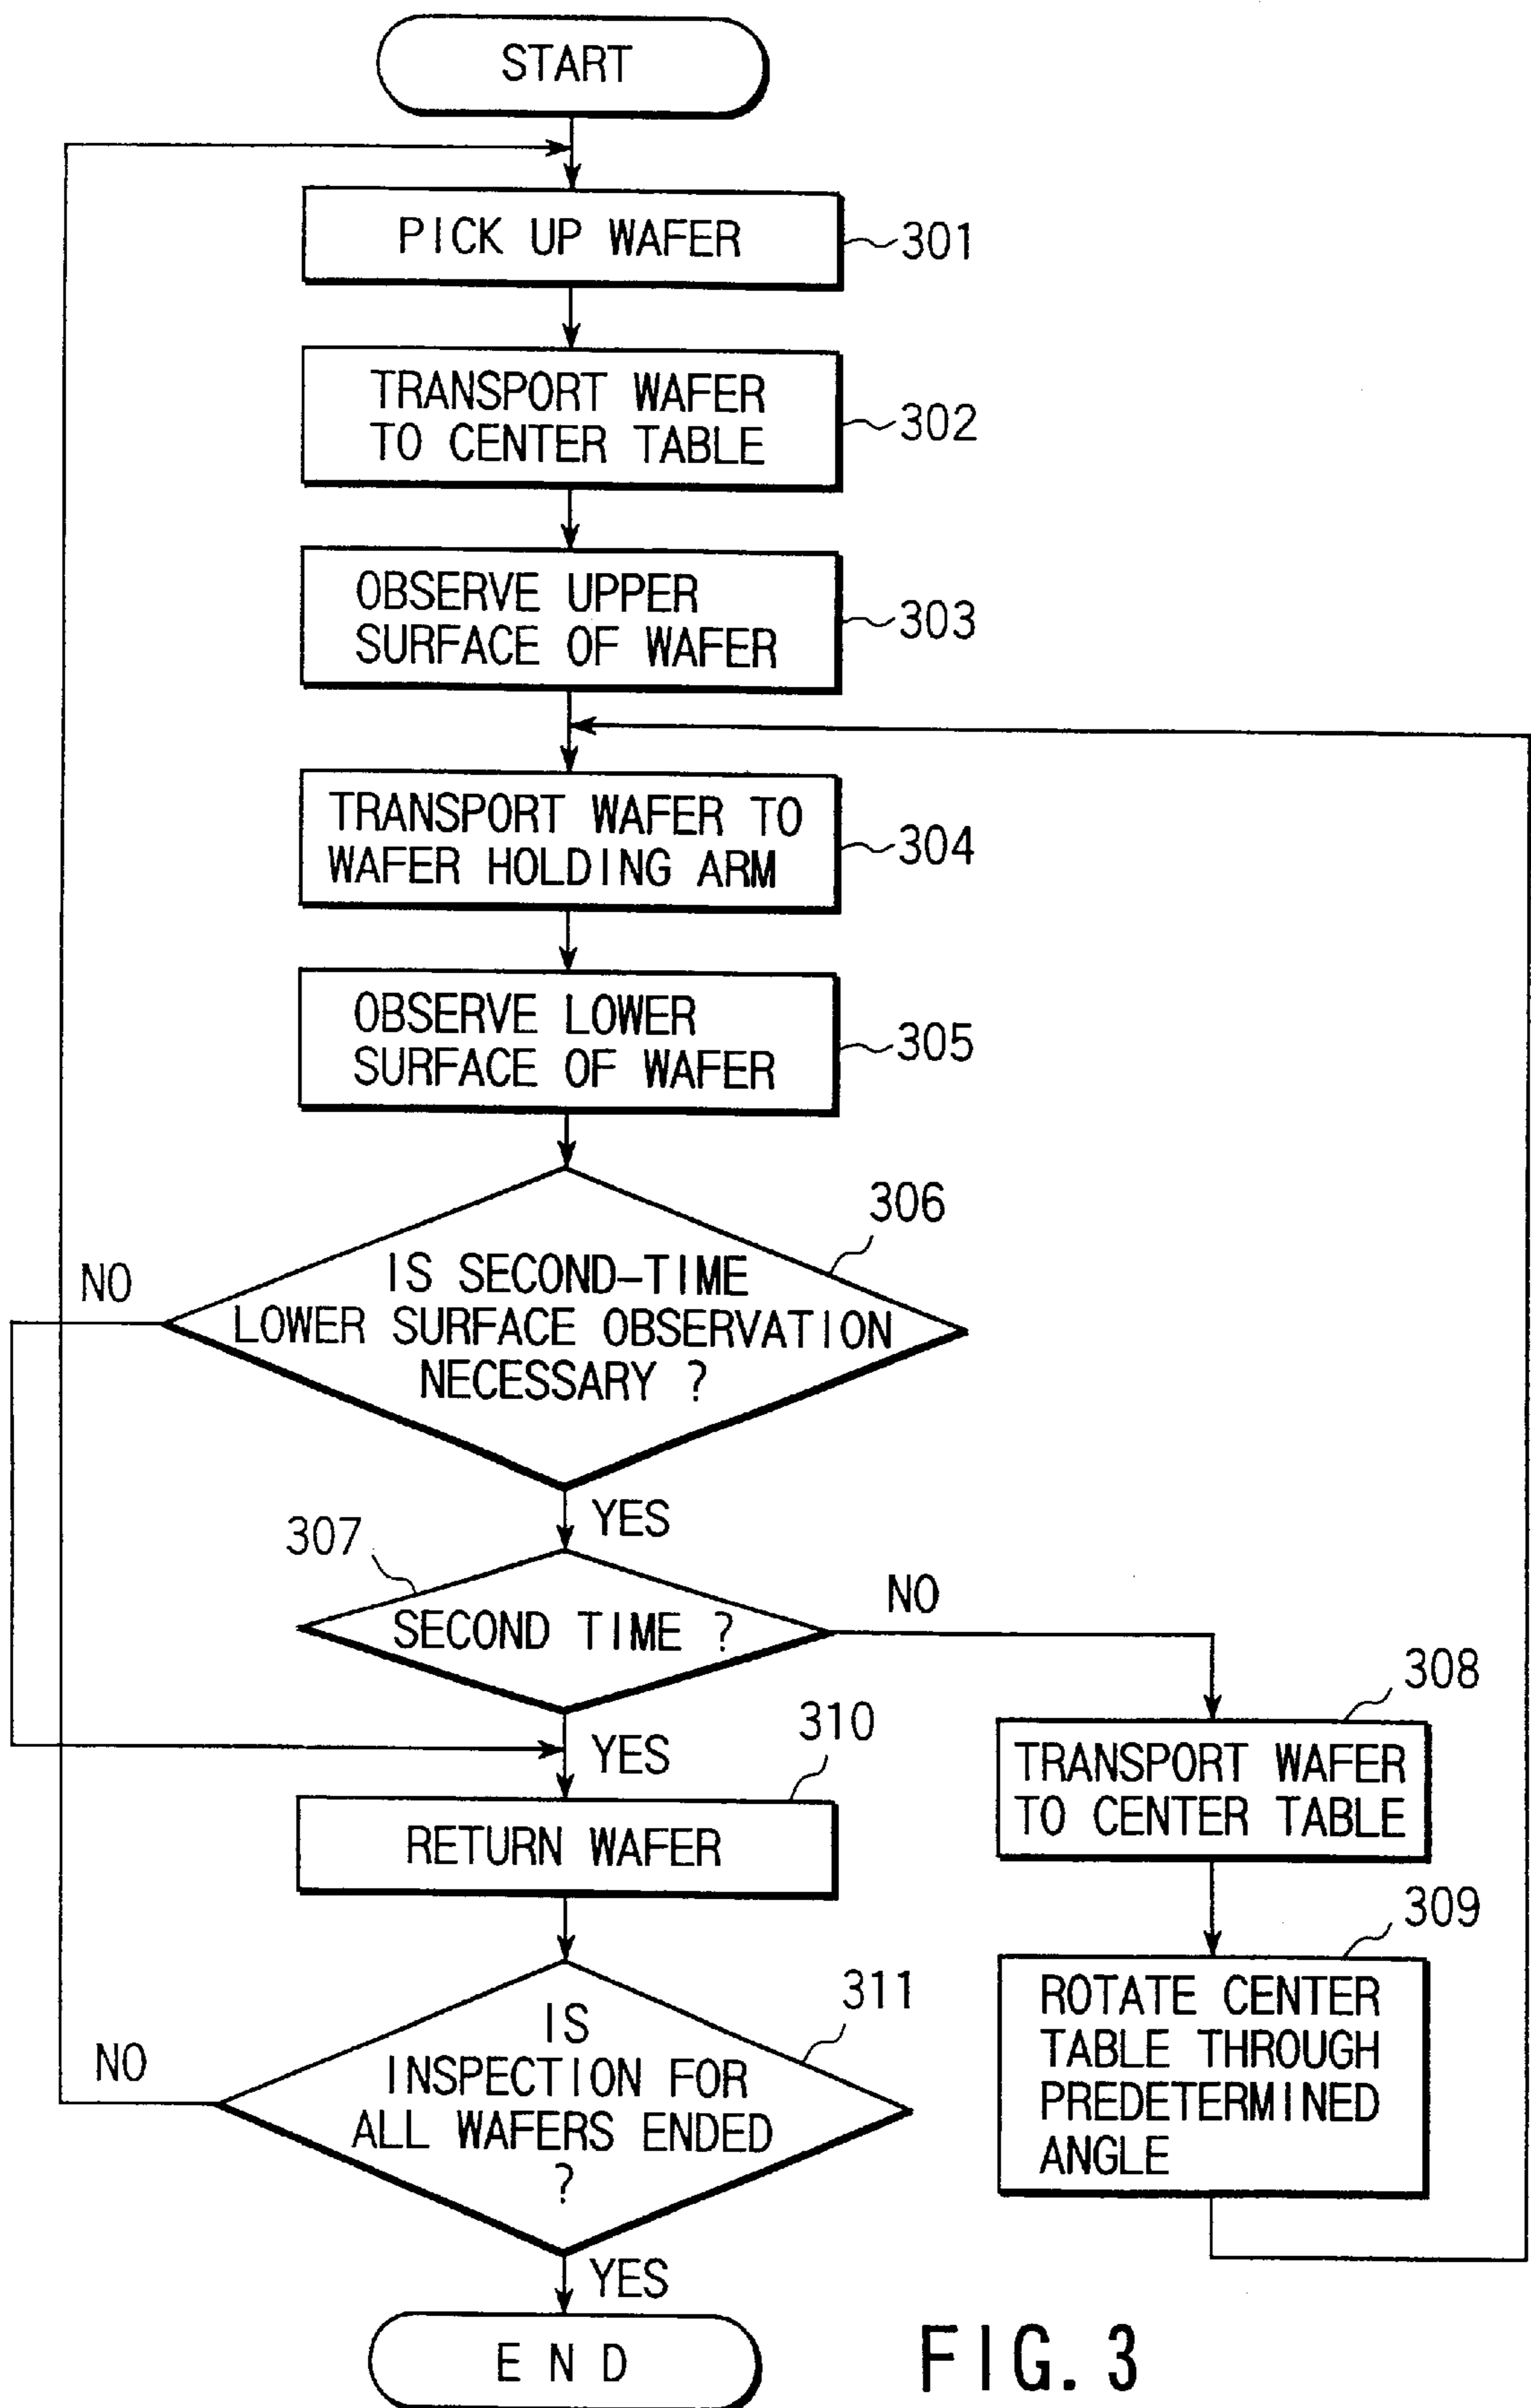 START
PICK UP WAFER
301
TRANSPORT WAFER
TO CENTER TABLE
302
OBSERVE UPPER
SURFACE OF WAFER
303
TRANSPORT WAFER TO
WAFER HOLDING ARM
304
OBSERVE LOWER
SURFACE OF WAFER
305
306
IS SECOND-TIME
LOWER SURFACE OBSERVATION
NECESSARY ?
NO
YES
307
SECOND TIME ?
NO
YES
308
TRANSPORT WAFER
TO CENTER TABLE
309
ROTATE CENTER
TABLE THROUGH
PREDETERMINED
ANGLE
310
RETURN WAFER
311
IS
INSPECTION FOR
ALL WAFERS ENDED
?
NO
YES
END
FIG. 3